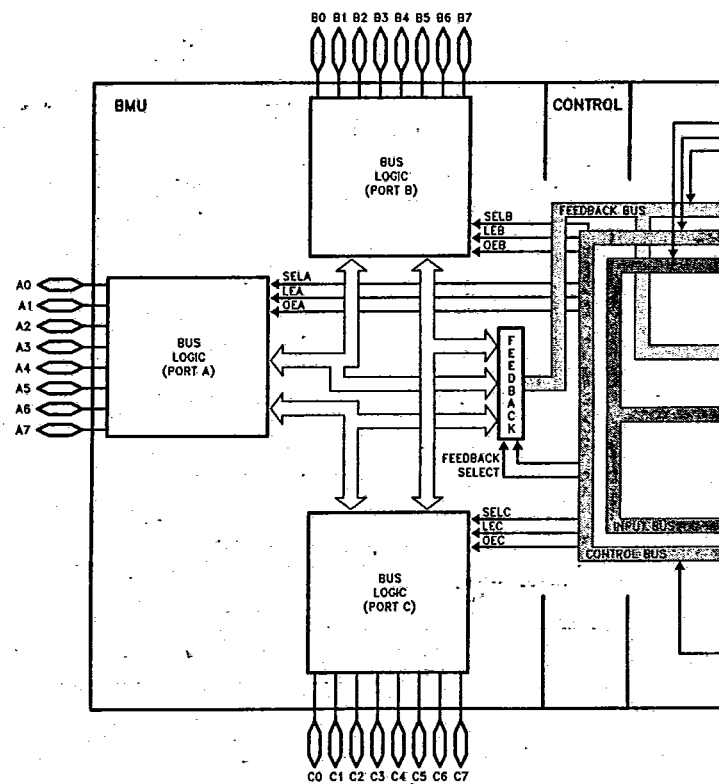 B0 B1 B2 B3 B4 B5 B6 B7
BMU
CONTROL
BUS
LOGIC
(PORT B)
SELB
LEB
OEB
FEEDBACK BUS
SELA
LEA
OEA
A0
A1
A2
A3
A4
A5
A6
A7
BUS
LOGIC
(PORT A)
FEEDBACK
FEEDBACK
SELECT
SELC
LEC
OEC
INPUT BUS
CONTROL BUS
BUS
LOGIC
(PORT C)
C0 C1 C2 C3 C4 C5 C6 C7